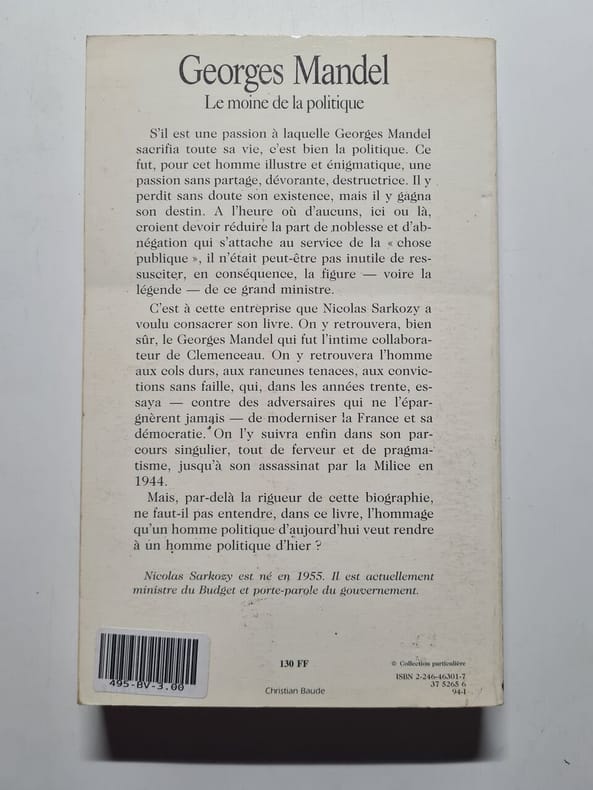 Georges Mandel
Le moine de la politique
S'il est une passion à laquelle Georges Mandel
sacrifia toute sa vie, c'est bien la politique. Ce
fut, pour cet homme illustre et énigmatique, une
passion sans partage, dévorante, destructrice. Il y
perdit sans doute son existence, mais il y gagna
son destin. A l'heure où d'aucuns, ici ou là,
croient devoir réduire la part de noblesse et d'ab-
négation qui s'attache au service de la « chose
publique », il n'était peut-être pas inutile de res-
susciter, en conséquence, la figure — voire la
légende — de ce grand ministre.
C'est à cette entreprise que Nicolas Sarkozy a
voulu consacrer son livre. On y retrouvera, bien
sûr, le Georges Mandel qui fut l'intime collabora-
teur de Clemenceau. On y retrouvera l'homme
aux cols durs, aux rancunes tenaces, aux convic-
tions sans faille, qui, dans les années trente, es-
saya — contre des adversaires qui ne l'épar-
gnèrent jamais — de moderniser la France et sa
démocratie. On l'y suivra enfin dans son par-
cours singulier, tout de ferveur et de pragma-
tisme, jusqu'à son assassinat par la Milice en
1944.
Mais, par-delà la rigueur de cette biographie,
ne faut-il pas entendre, dans ce livre, l'hommage
qu'un homme politique d'aujourd'hui veut rendre
à un homme politique d'hier ?
Nicolas Sarkozy est né en 1955. Il est actuellement
ministre du Budget et porte-parole du gouvernement.
495-BV-3.00
130 FF
Christian Baude
© Collection particulière
ISBN 2-246-46301-7
37 5265 6
94-I